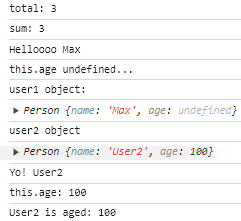 total: 3
sum: 3
Helloooo Max
this.age undefined...
user1 object:
▶ Person {name: 'Max', age: undefined}
user2 object
▶ Person {name: 'User2', age: 100}
Yo! User2
this.age: 100
User2 is aged: 100